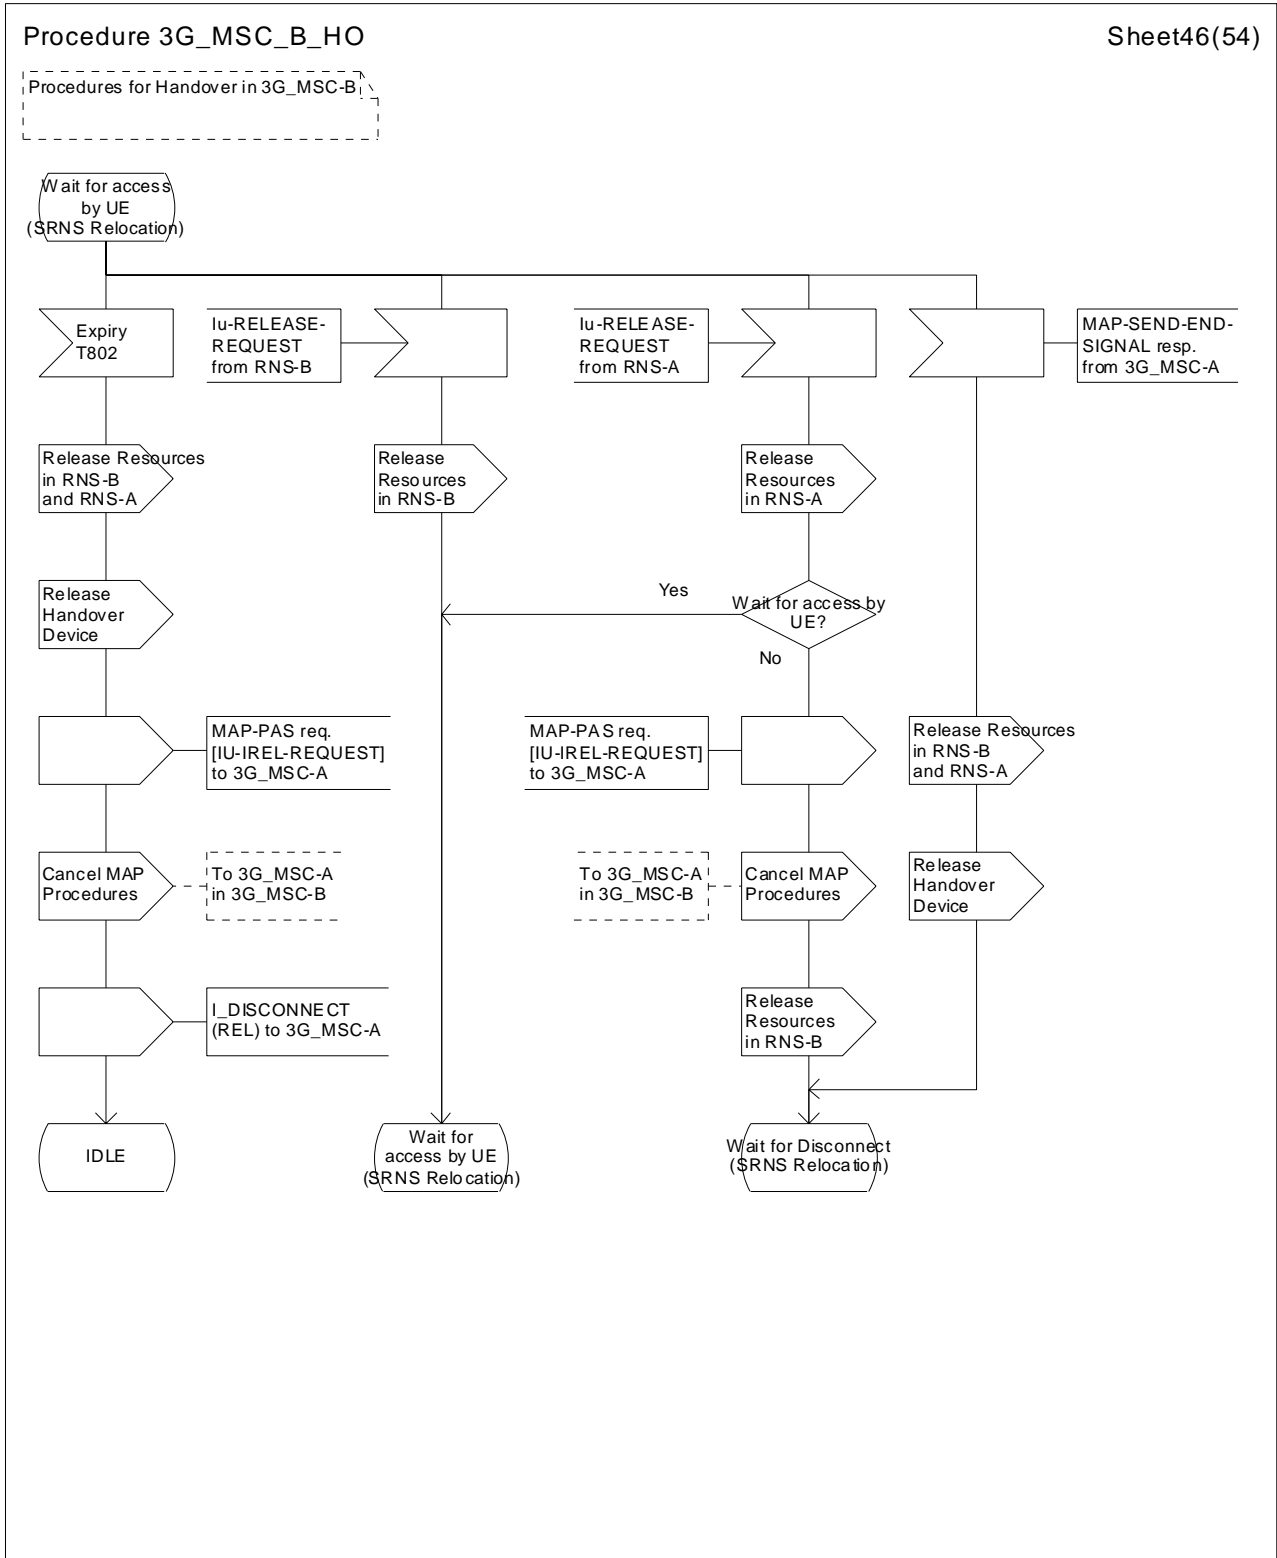 Procedure 3G_MSC_B_HO
Sheet46(54)
Procedures for Handover in 3G_MSC-B
Wait for access
by UE
(SRNS Relocation)
Expiry
T802
Iu-RELEASE-
REQUEST
from RNS-B
Iu-RELEASE-
REQUEST
from RNS-A
MAP-SEND-END-
SIGNAL resp.
from 3G_MSC-A
Release Resources
in RNS-B
and RNS-A
Release
Resources
in RNS-B
Release
Resources
in RNS-A
Release
Handover
Device
Yes
Wait for access by
UE?
No
MAP-PAS req.
[IU-IREL-REQUEST]
to 3G_MSC-A
MAP-PAS req.
[IU-IREL-REQUEST]
to 3G_MSC-A
Release Resources
in RNS-B
and RNS-A
Cancel MAP
Procedures
To 3G_MSC-A
in 3G_MSC-B
To 3G_MSC-A
in 3G_MSC-B
Cancel MAP
Procedures
Release
Handover
Device
I_DISCONNECT
(REL) to 3G_MSC-A
Release
Resources
in RNS-B
IDLE
Wait for
access by UE
(SRNS Relocation)
Wait for Disconnect
(SRNS Relocation)